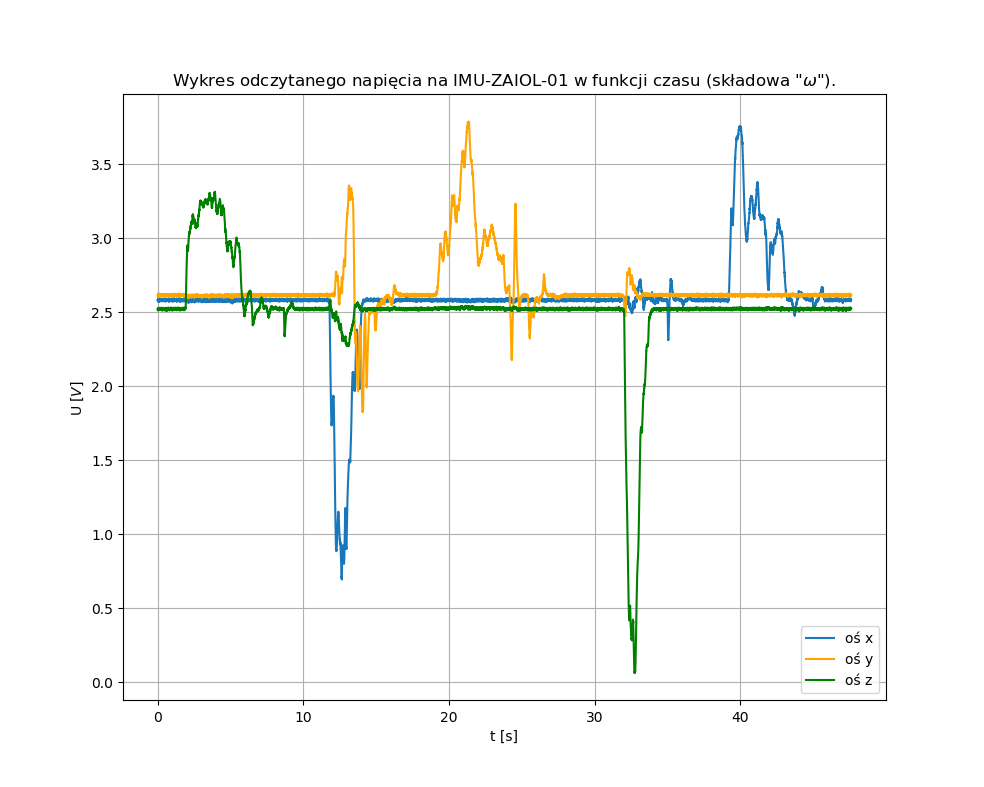 Wykres odczytanego napięcia na IMU-ZAIOL-01 w funkcji czasu (składowa "ω").
U [V]
3.5
3.0
2.5
2.0
1.5
1.0
0.5
0.0
0 10 20 30 40
t [s]
oś x
oś y
oś z